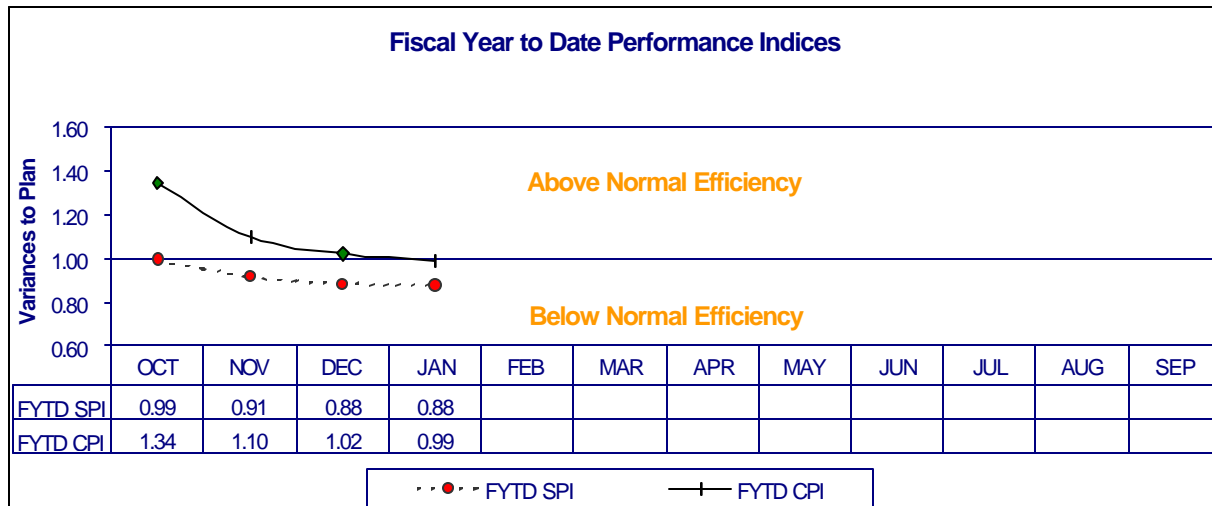 Fiscal Year to Date Performance Indices
Variances to Plan
1.60
1.40
1.20
1.00
0.80
0.60
Above Normal Efficiency
Below Normal Efficiency
OCT NOV DEC JAN FEB MAR APR MAY JUN JUL AUG SEP
FYTD SPI 0.99 0.91 0.88 0.88
FYTD CPI 1.34 1.10 1.02 0.99
FYTD SPI FYTD CPI